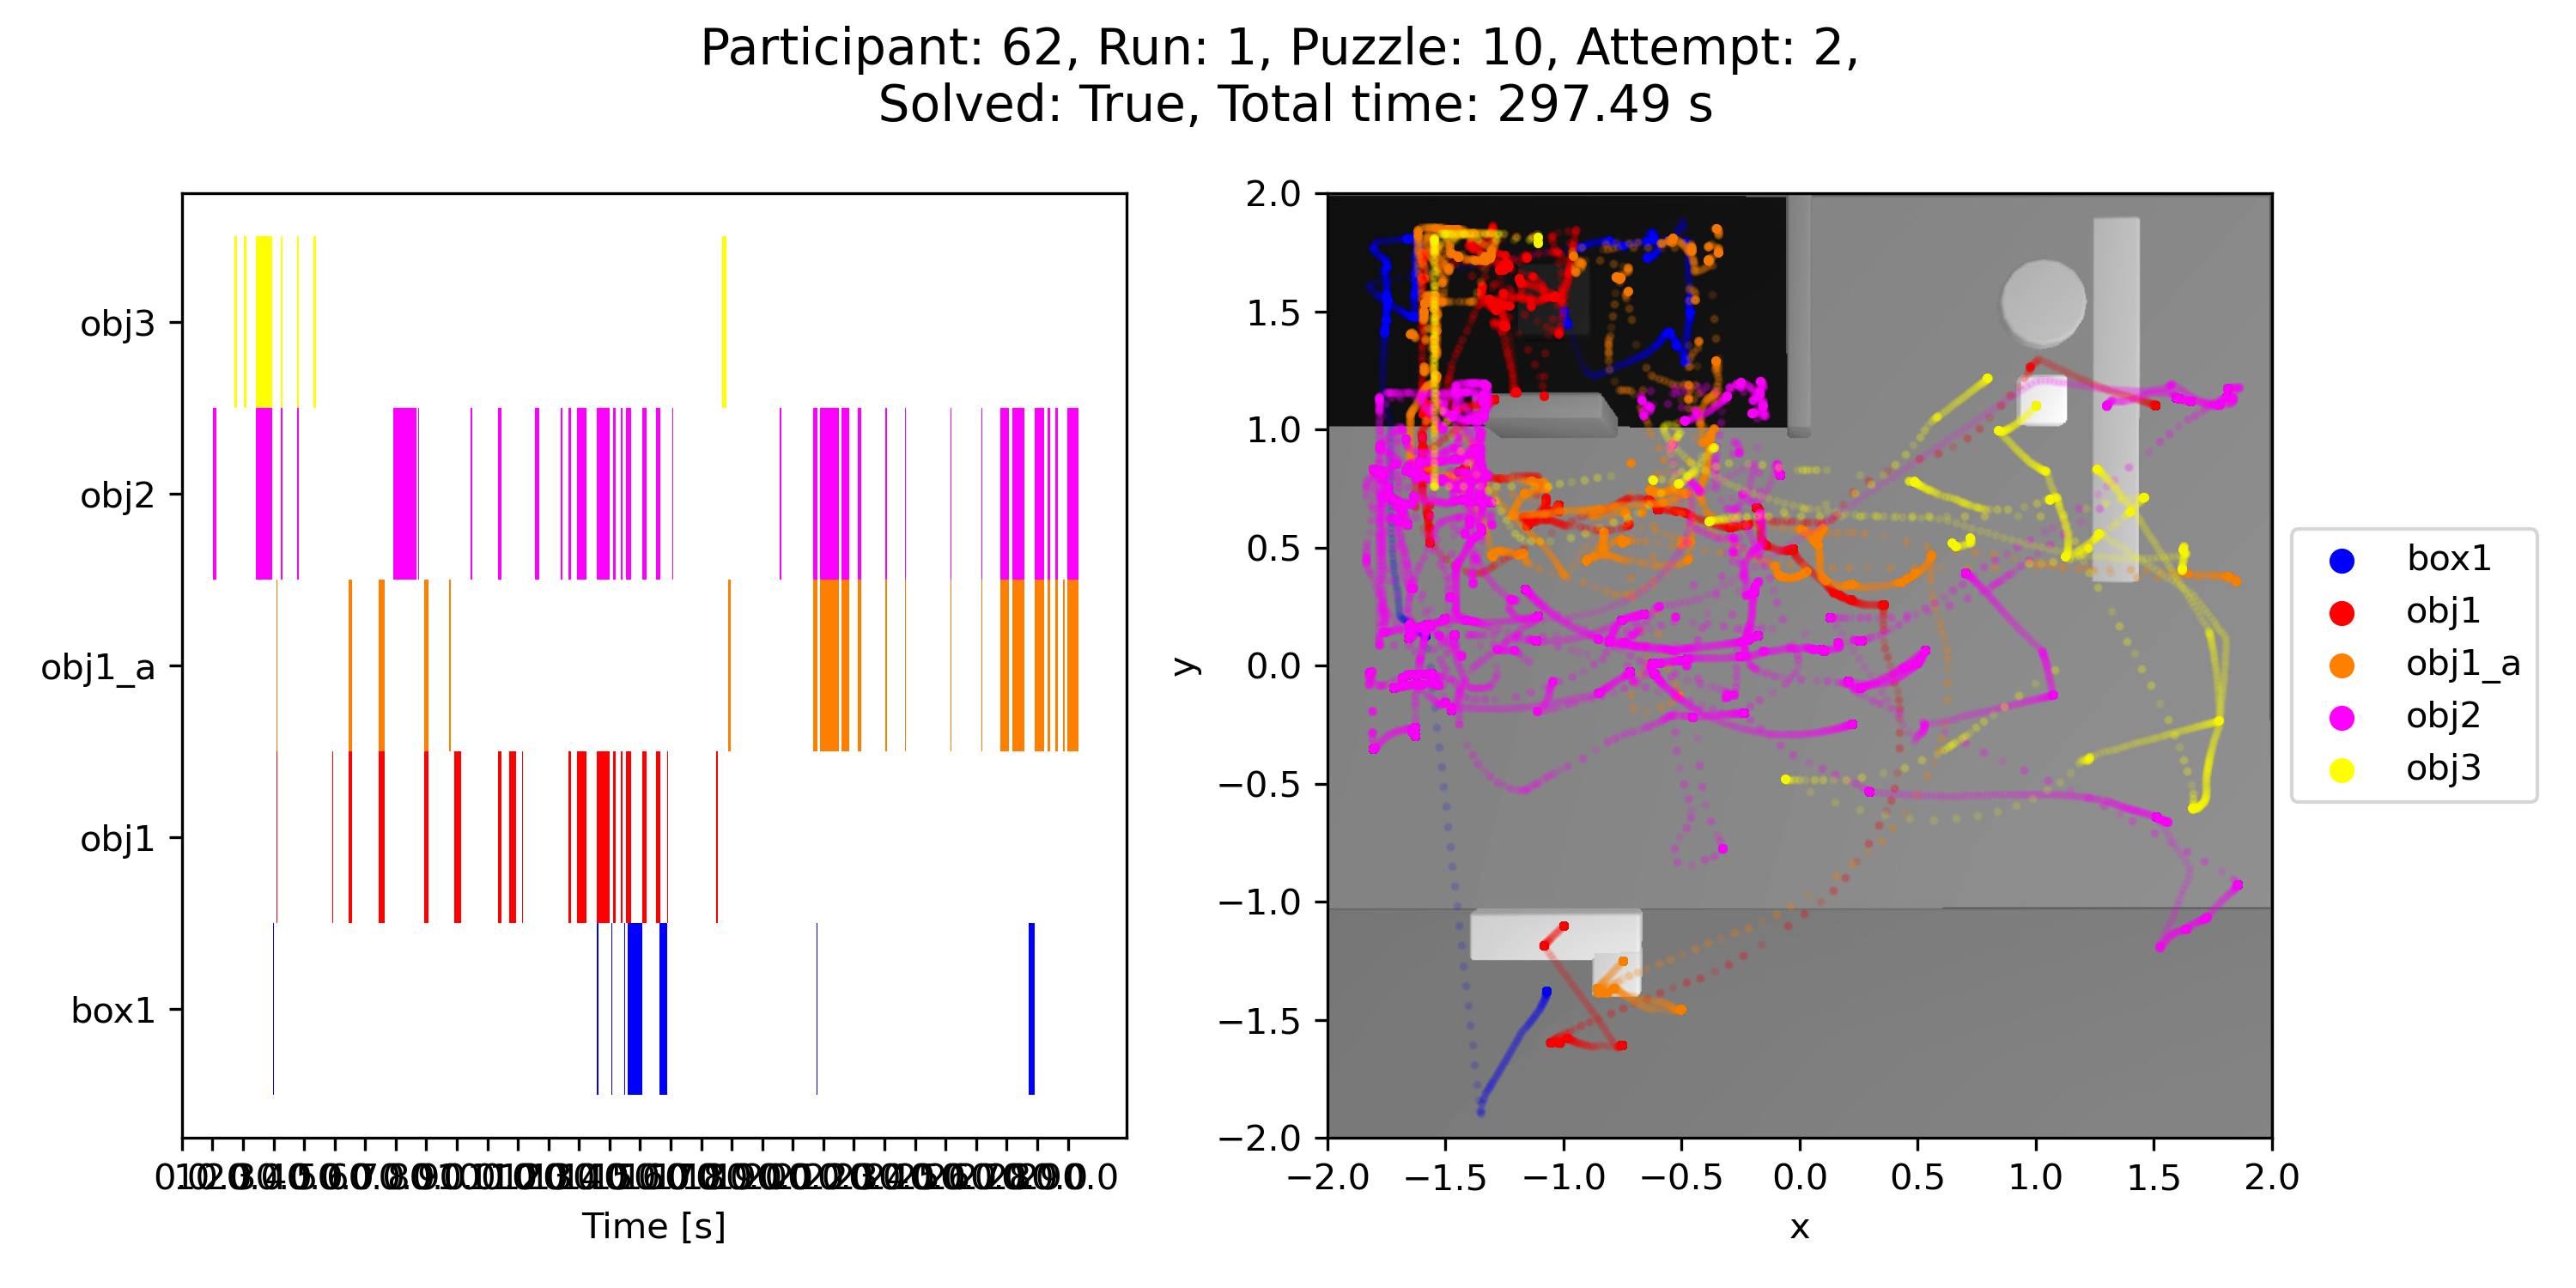 Participant: 62, Run: 1, Puzzle: 10, Attempt: 2,
Solved: True, Total time: 297.49 s
obj3
obj2
obj1_a
obj1
box1
Time [s]
2.0
1.5
1.0
0.5
0.0
−0.5
−1.0
−1.5
−2.0
y
−2.0 −1.5 −1.0 −0.5 0.0 0.5 1.0 1.5 2.0
x
box1
obj1
obj1_a
obj2
obj3